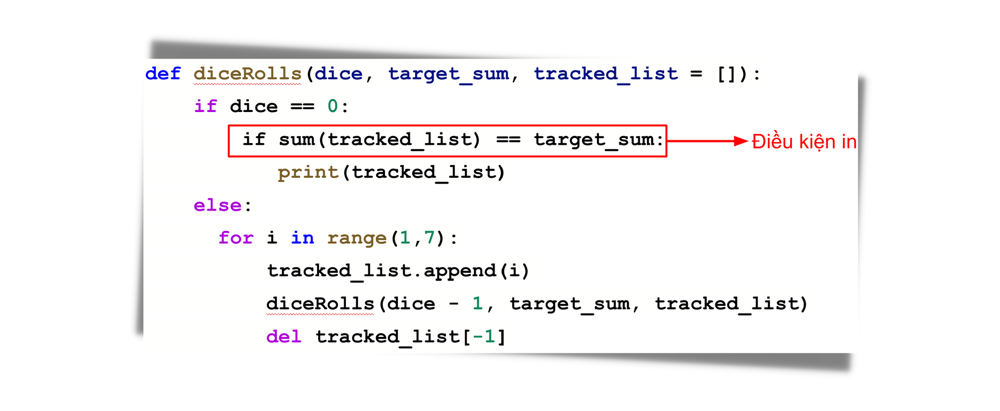 def diceRolls(dice, target_sum, tracked_list = []):
if dice == 0:
if sum(tracked_list) == target_sum:
Điều kiện in
print(tracked_list)
else:
for i in range(1,7):
tracked_list.append(i)
diceRolls(dice - 1, target_sum, tracked_list)
del tracked_list[-1]